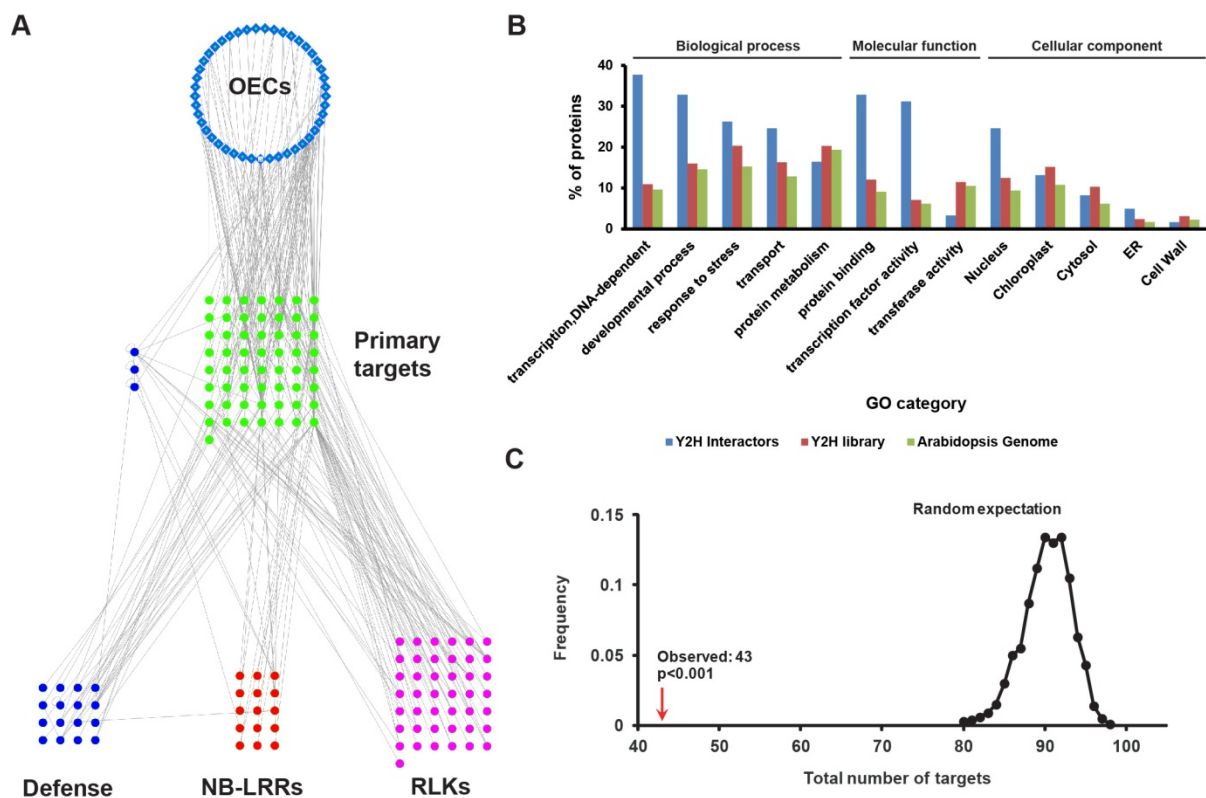 A
OECs
Primary
targets
Defense
NB-LRRs
RLKs
B
Biological process
Molecular function
Cellular component
% of proteins
40
30
20
10
0
transcription,DNA-dependent
developmental process
response to stress
transport
protein metabolism
protein binding
transcription factor activity
transferase activity
Nucleus
Chloroplast
Cytosol
ER
Cell Wall
GO category
Y2H Interactors
Y2H library
Arabidopsis Genome
C
Random expectation
Frequency
0.15
0.1
0.05
0
Observed: 43
p<0.001
40
50
60
70
80
90
100
Total number of targets